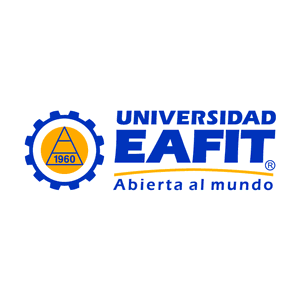 UNIVERSIDAD
EAFIT®
Abierta al mundo
1960